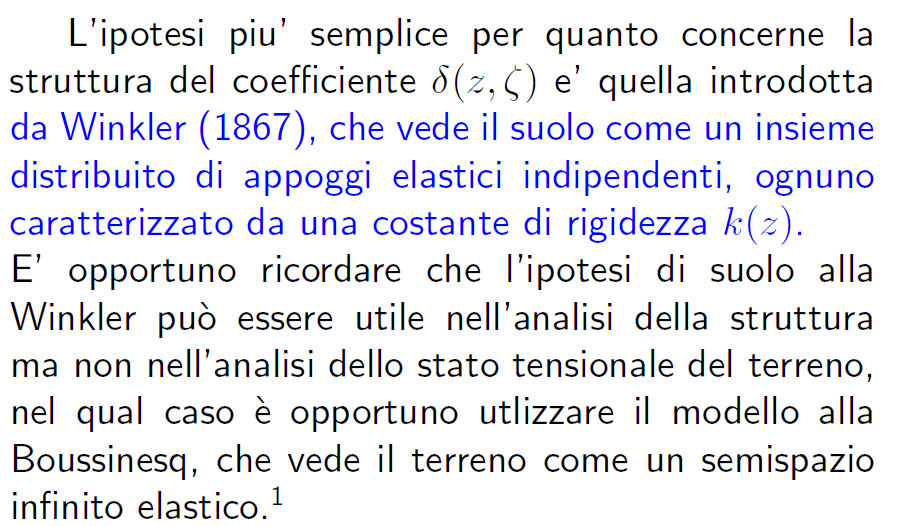 L'ipotesi piu' semplice per quanto concerne la
struttura del coefficiente δ(z, ζ) e' quella introdotta
da Winkler (1867), che vede il suolo come un insieme
distribuito di appoggi elastici indipendenti, ognuno
caratterizzato da una costante di rigidezza k(z).
E' opportuno ricordare che l'ipotesi di suolo alla
Winkler può essere utile nell'analisi della struttura
ma non nell'analisi dello stato tensionale del terreno,
nel qual caso è opportuno utlizzare il modello alla
Boussinesq, che vede il terreno come un semispazio
infinito elastico.¹